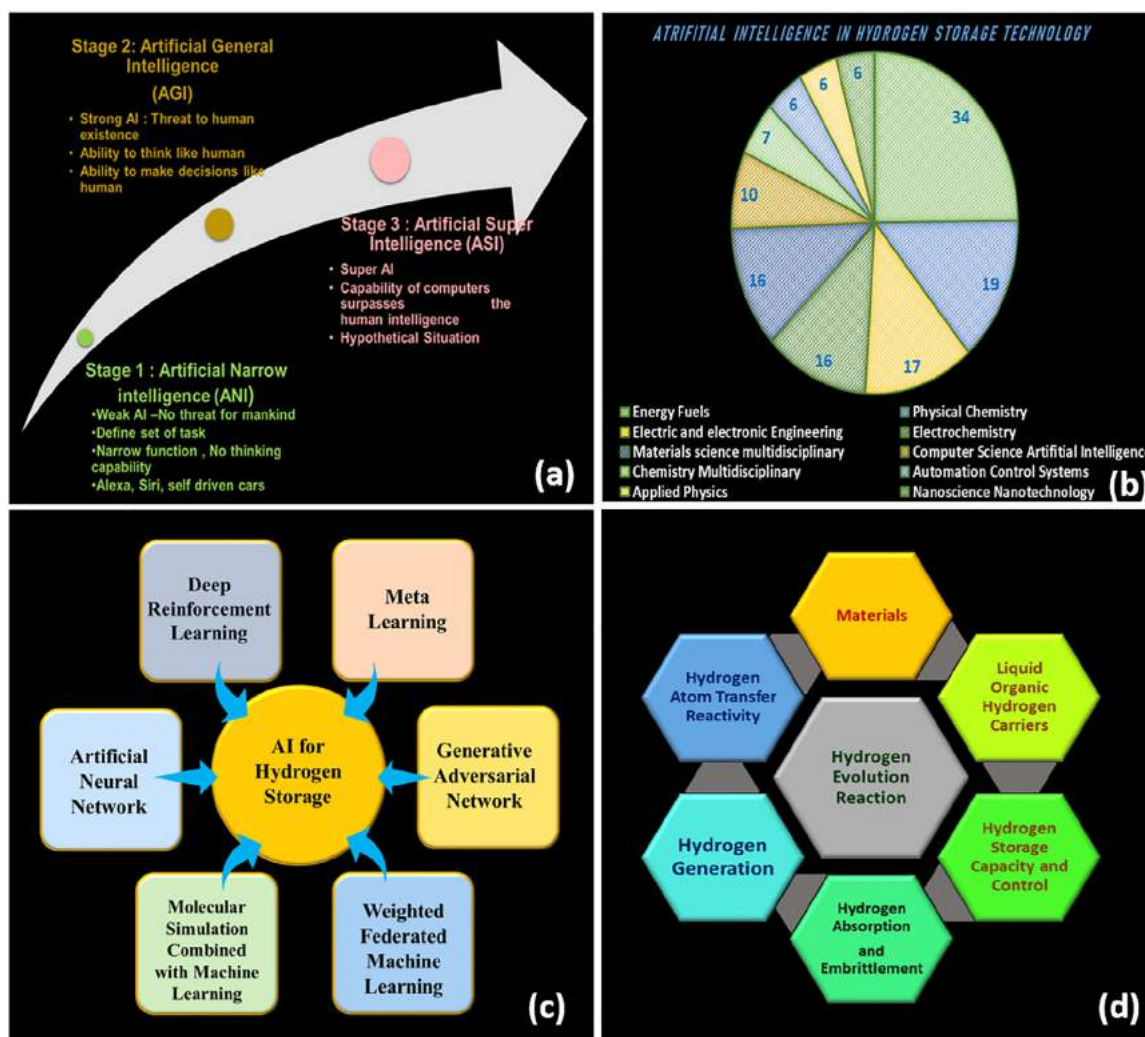 Stage 2: Artificial General
Intelligence
(AGI)
• Strong AI : Threat to human
existence
• Ability to think like human
• Ability to make decisions like
human
Stage 3 : Artificial Super
Intelligence (ASI)
• Super AI
• Capability of computers
surpasses the
human intelligence
• Hypothetical Situation
Stage 1 : Artificial Narrow
intelligence (ANI)
•Weak AI –No threat for mankind
•Define set of task
•Narrow function , No thinking
capability
•Alexa, Siri, self driven cars
(a)
ATRIFITIAL INTELLIGENCE IN HYDROGEN STORAGE TECHNOLOGY
34
19
17
16
16
10
7
6
6
6
Energy Fuels
Physical Chemistry
Electric and electronic Engineering
Electrochemistry
Materials science multidisciplinary
Computer Science Artifitial Intelligence
Chemistry Multidisciplinary
Automation Control Systems
Applied Physics
Nanoscience Nanotechnology
(b)
Deep
Reinforcement
Learning
Meta
Learning
Artificial
Neural
Network
AI for
Hydrogen
Storage
Generative
Adversarial
Network
Molecular
Simulation
Combined
with Machine
Learning
Weighted
Federated
Machine
Learning
(c)
Materials
Hydrogen
Atom Transfer
Reactivity
Liquid
Organic
Hydrogen
Carriers
Hydrogen
Evolution
Reaction
Hydrogen
Generation
Hydrogen
Storage
Capacity and
Control
Hydrogen
Absorption
and
Embrittlement
(d)